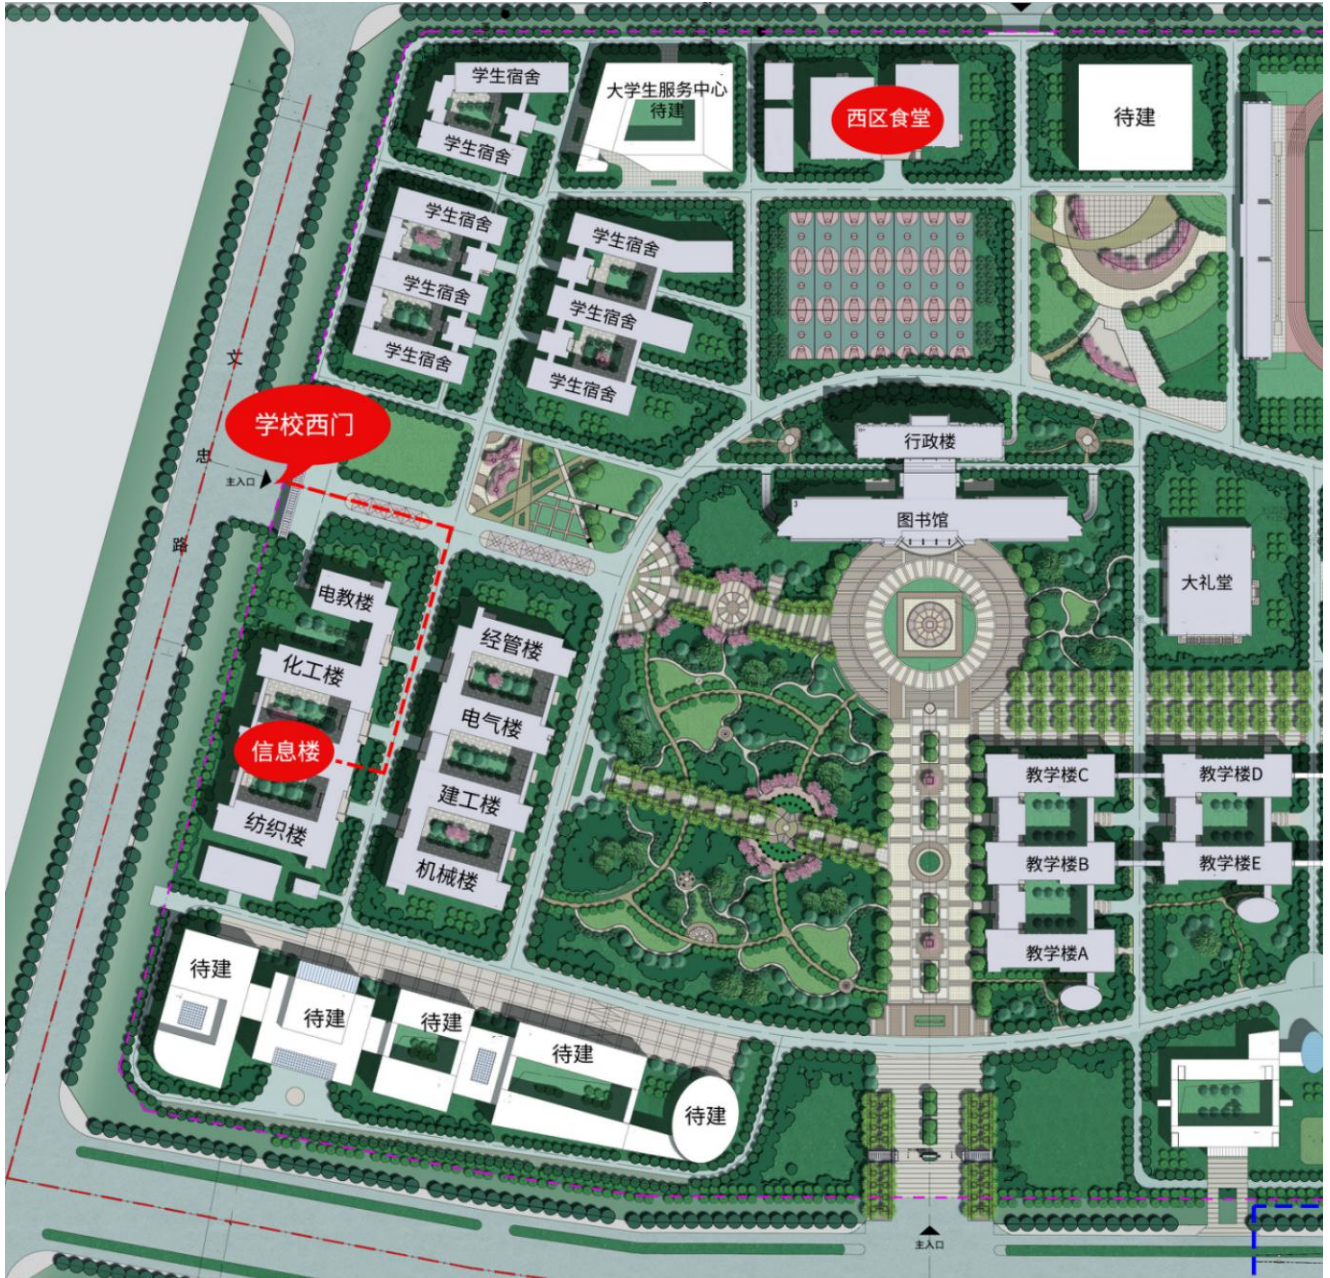 学生宿舍
大学生服务中心
待建
西区食堂
待建
学生宿舍
学生宿舍
学生宿舍
学生宿舍
学生宿舍
学生宿舍
学生宿舍
学生宿舍
文
忠
路
学校西门
主入口
行政楼
图书馆
大礼堂
电教楼
经管楼
化工楼
电气楼
信息楼
建工楼
纺织楼
机械楼
教学楼C
教学楼D
教学楼B
教学楼E
教学楼A
待建
待建
待建
待建
待建
主入口